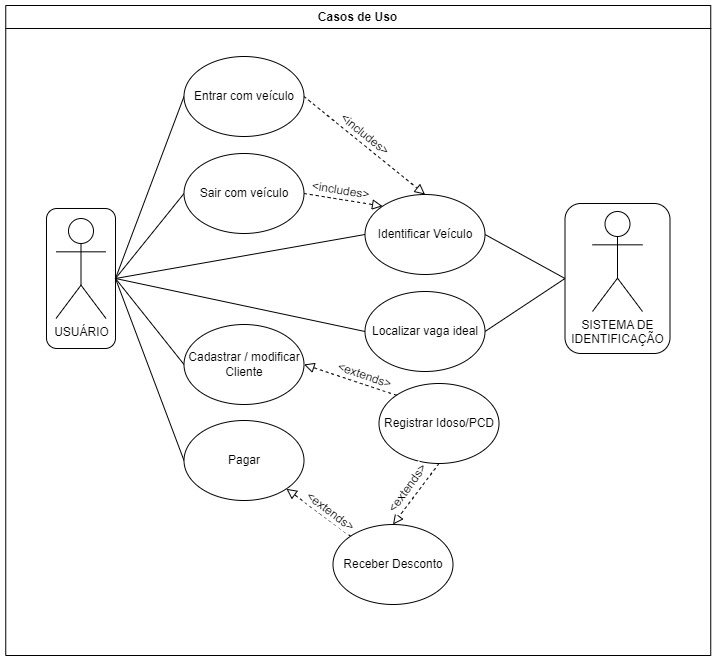 Casos de Uso
Entrar com veículo
<includes>
Sair com veículo
<includes>
Identificar Veículo
USUÁRIO
SISTEMA DE
IDENTIFICAÇÃO
Localizar vaga ideal
Cadastrar / modificar
Cliente
<extends>
Registrar Idoso/PCD
Pagar
<extends>
<extends>
Receber Desconto